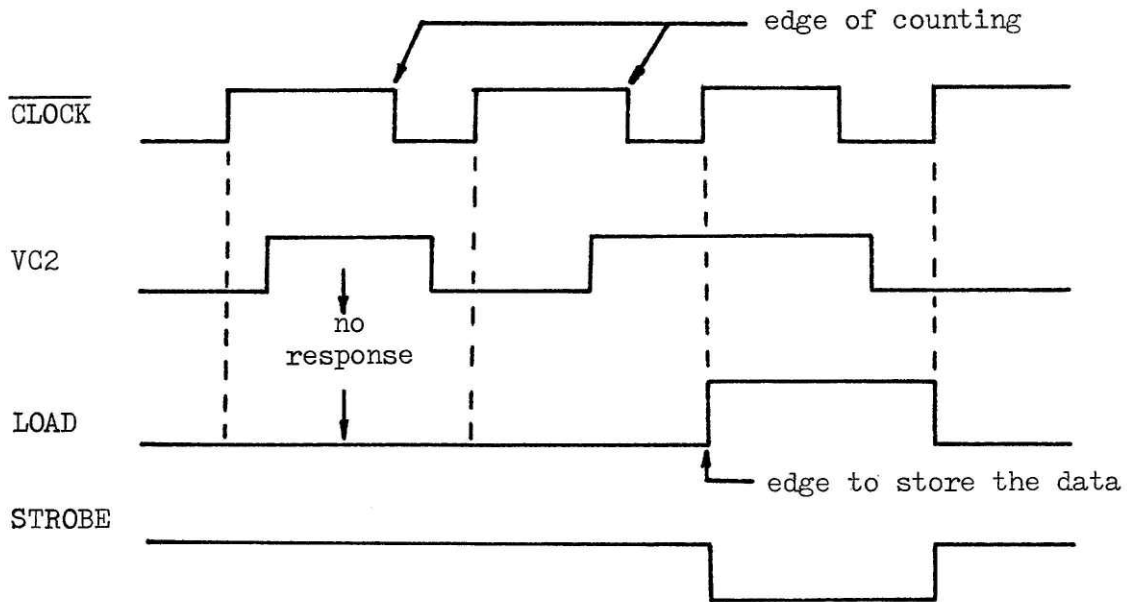 edge of counting
CLOCK
VC2
no
response
LOAD
edge to store the data
STROBE